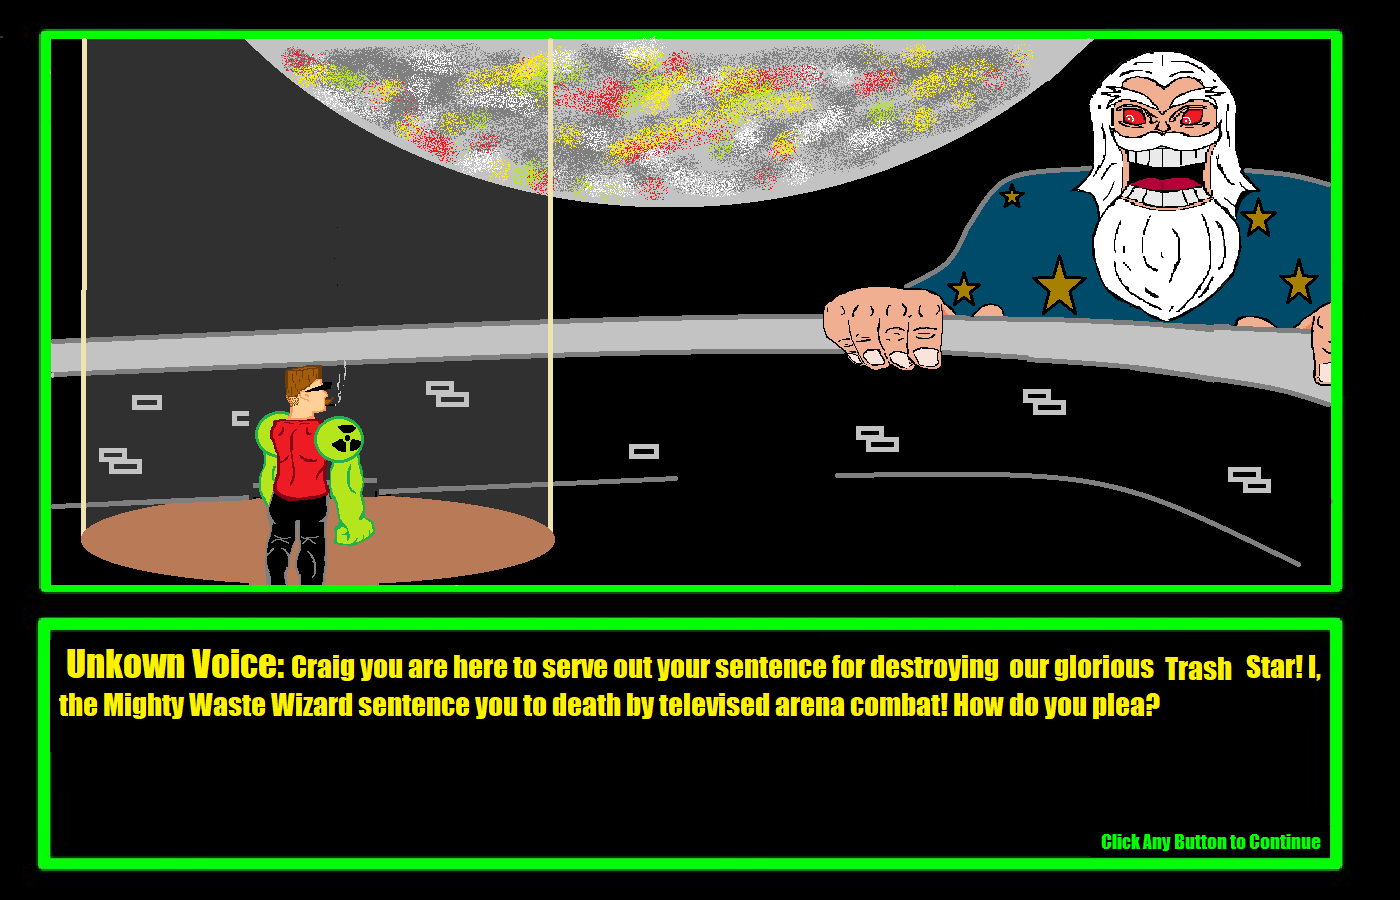 Unkown Voice: Craig you are here to serve out your sentence for destroying our glorious Trash Star! I,
the Mighty Waste Wizard sentence you to death by televised arena combat! How do you plea?
Click Any Button to Continue